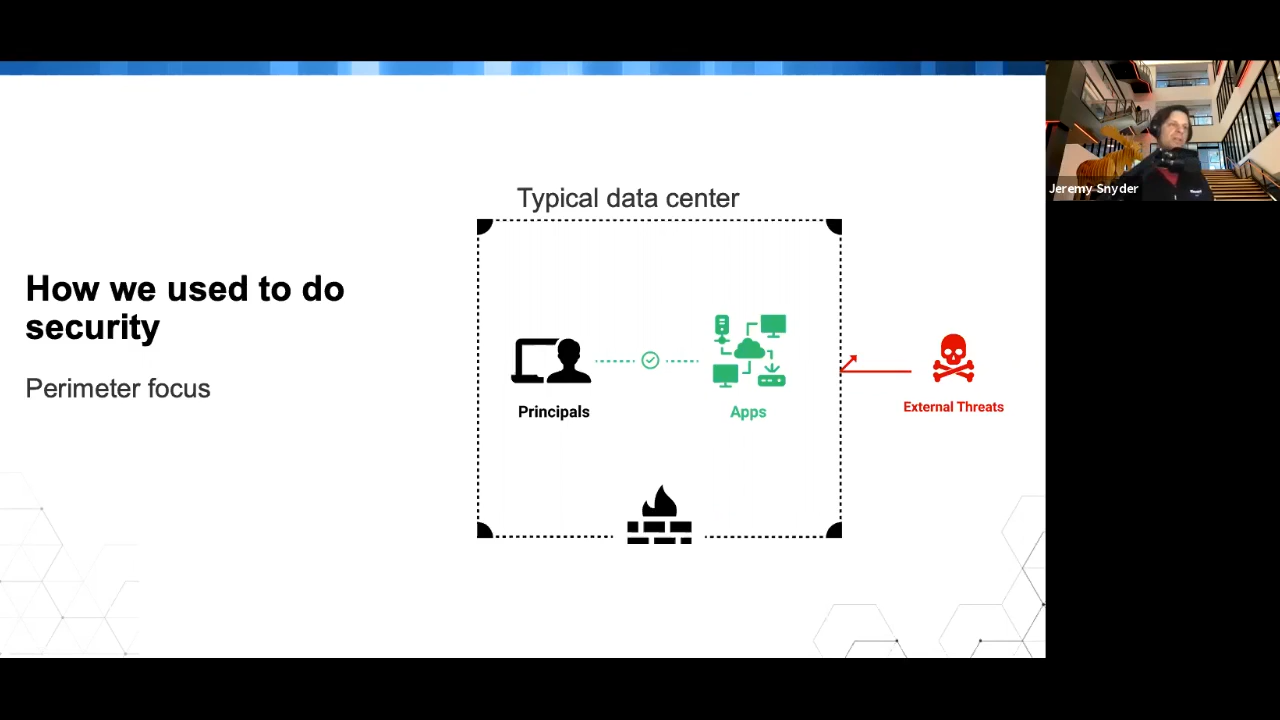 Typical data center
How we used to do
security
Perimeter focus
Principals
Apps
External Threats
Jeremy Snyder